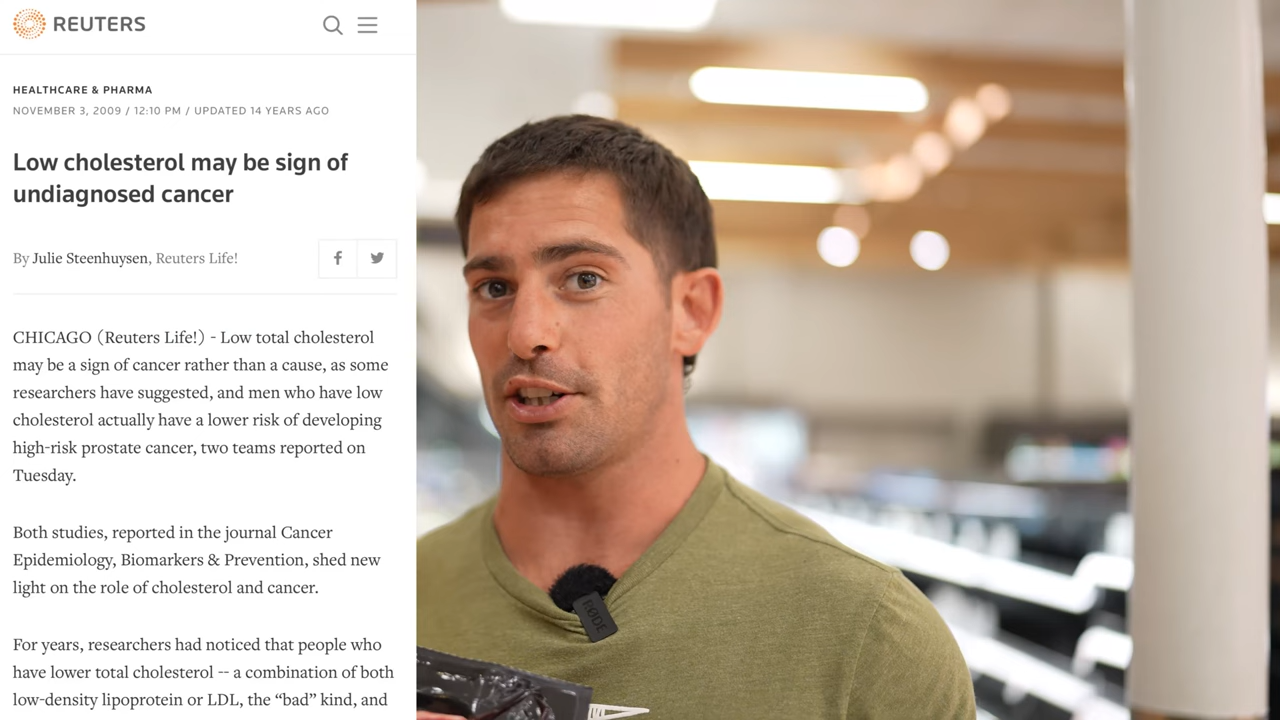 REUTERS
HEALTHCARE & PHARMA
NOVEMBER 3, 2009 / 12:10 PM / UPDATED 14 YEARS AGO
Low cholesterol may be sign of
undiagnosed cancer
By Julie Steenhuysen, Reuters Life!
CHICAGO (Reuters Life!) - Low total cholesterol
may be a sign of cancer rather than a cause, as some
researchers have suggested, and men who have low
cholesterol actually have a lower risk of developing
high-risk prostate cancer, two teams reported on
Tuesday.
Both studies, reported in the journal Cancer
Epidemiology, Biomarkers & Prevention, shed new
light on the role of cholesterol and cancer.
For years, researchers had noticed that people who
have lower total cholesterol -- a combination of both
low-density lipoprotein or LDL, the “bad” kind, and
RØDE